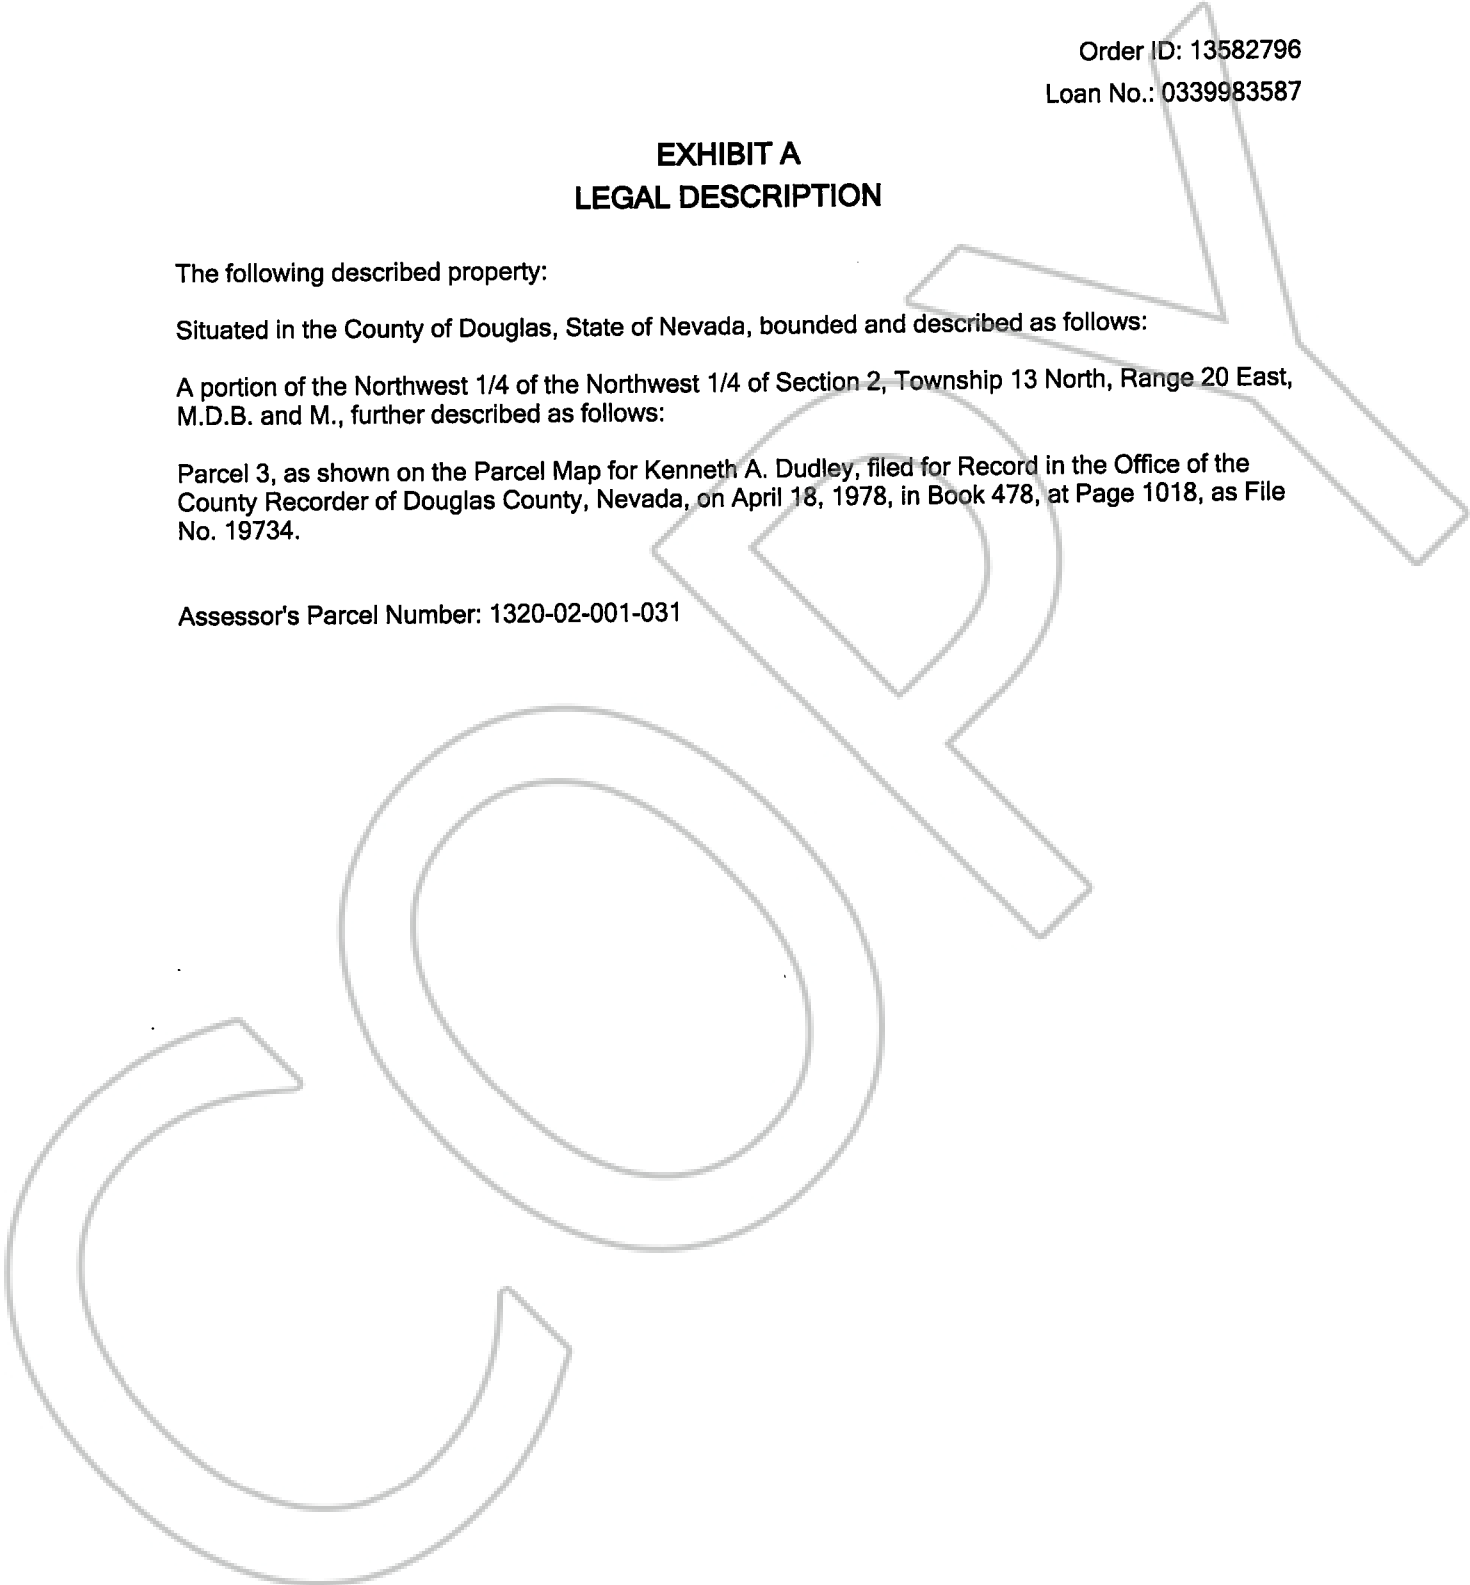 Order ID: 13582796
Loan No.: 0339983587
EXHIBIT A
LEGAL DESCRIPTION
The following described property:
Situated in the County of Douglas, State of Nevada, bounded and described as follows:
A portion of the Northwest 1/4 of the Northwest 1/4 of Section 2, Township 13 North, Range 20 East,
M.D.B. and M., further described as follows:
Parcel 3, as shown on the Parcel Map for Kenneth A. Dudley, filed for Record in the Office of the
County Recorder of Douglas County, Nevada, on April 18, 1978, in Book 478, at Page 1018, as File
No. 19734.
Assessor's Parcel Number: 1320-02-001-031
COPY